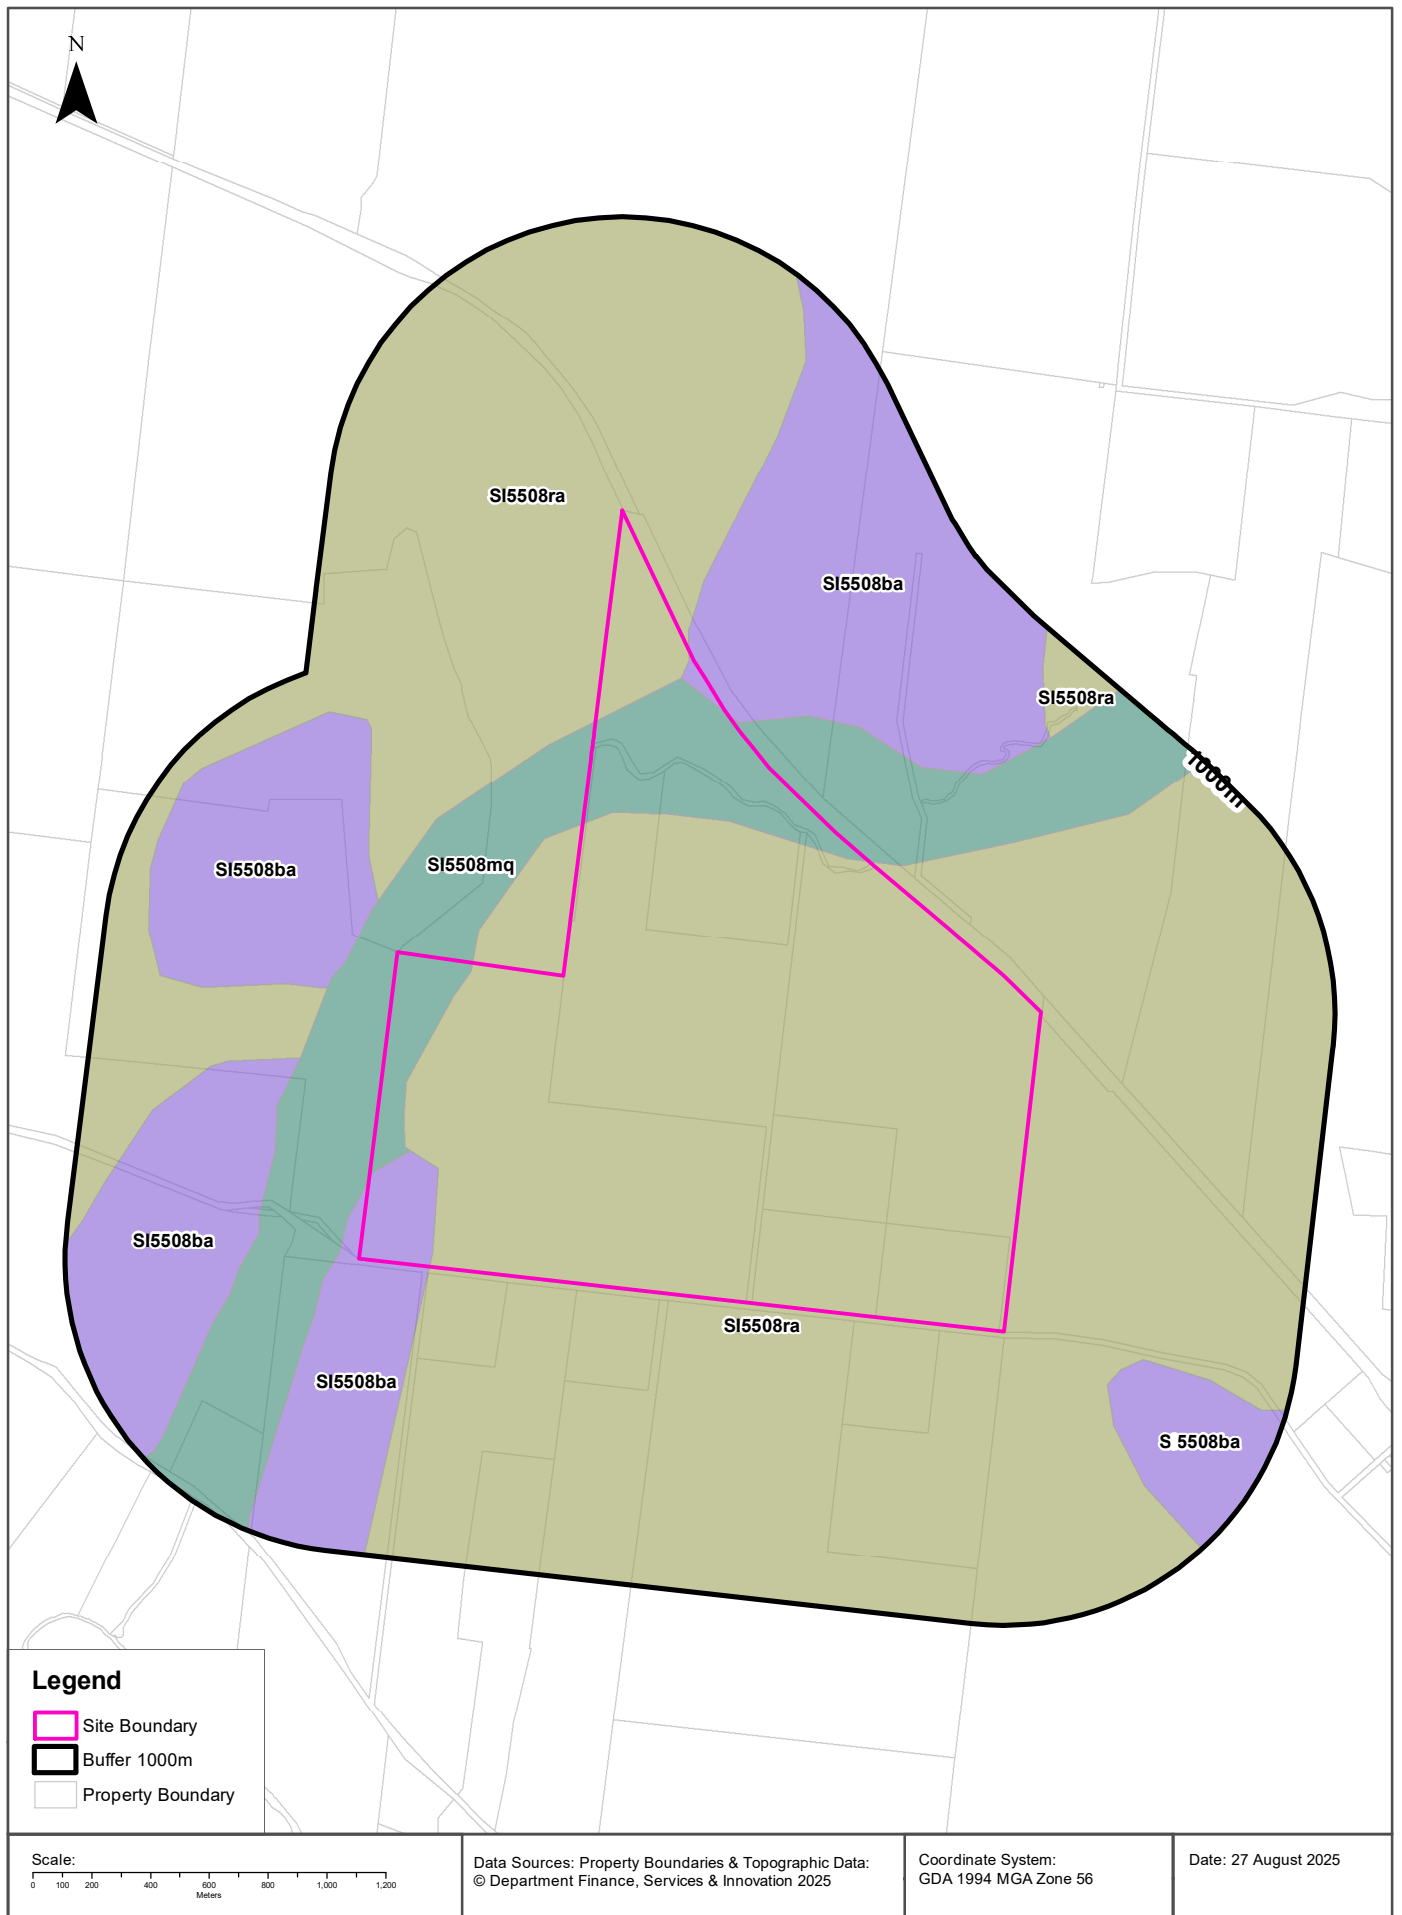 N
SI5508ra
SI5508ba
SI5508ra
1000m
SI5508ba
SI5508mq
SI5508ba
SI5508ra
SI5508ba
S 5508ba
Legend
Site Boundary
Buffer 1000m
Property Boundary
Scale:
0 100 200 400 600 800 1,000 1,200
Meters
Data Sources: Property Boundaries & Topographic Data:
© Department Finance, Services & Innovation 2025
Coordinate System:
GDA 1994 MGA Zone 56
Date: 27 August 2025